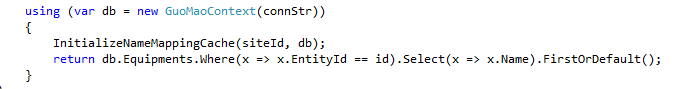 using (var db = new GuoMaoContext(connStr))
{
InitializeNameMappingCache(siteId, db);
return db.Equipments.Where(x => x.EntityId == id).Select(x => x.Name).FirstOrDefault();
}